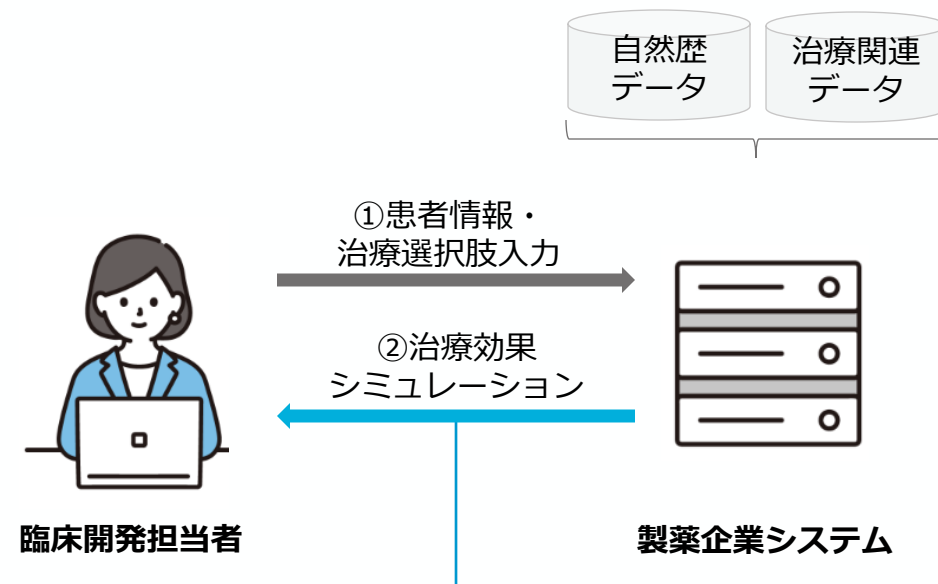 自然歴
データ
治療関連
データ
①患者情報・
治療選択肢入力
②治療効果
シミュレーション
臨床開発担当者
製薬企業システム